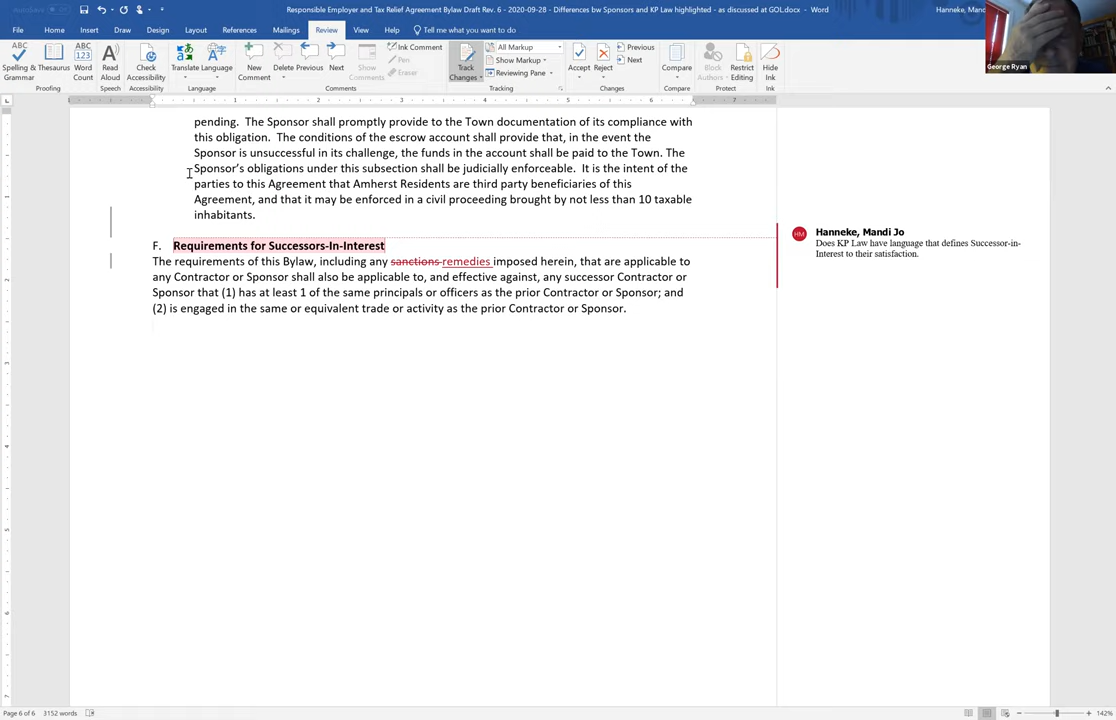 Responsible Employer and Tax Relief Agreement Bylaw Draft Rev. 6 - 2020-09-28 - Differences bw Sponsors and KP Law highlighted - as discussed at GOL.docx - Word
Hanneke, Mand
George Ryan
File Home Insert Draw Design Layout References Mailings Review View Help Tell me what you want to do
Spelling & Grammar
Thesaurus
Word Count
Read Aloud
Check Accessibility
Translate
Language
New Comment
Delete
Previous
Next
Show Comments
Ink Comment
Pen
Eraser
Track Changes
All Markup
Show Markup
Reviewing Pane
Accept
Reject
Previous
Next
Compare
Block Authors
Restrict Editing
Hide Ink
Proofing Speech Accessibility Language Comments Tracking Changes Compare Protect Ink
pending. The Sponsor shall promptly provide to the Town documentation of its compliance with
this obligation. The conditions of the escrow account shall provide that, in the event the
Sponsor is unsuccessful in its challenge, the funds in the account shall be paid to the Town. The
Sponsor's obligations under this subsection shall be judicially enforceable. It is the intent of the
parties to this Agreement that Amherst Residents are third party beneficiaries of this
Agreement, and that it may be enforced in a civil proceeding brought by not less than 10 taxable
inhabitants.
F. Requirements for Successors-In-Interest
The requirements of this Bylaw, including any sanctions remedies imposed herein, that are applicable to
any Contractor or Sponsor shall also be applicable to, and effective against, any successor Contractor or
Sponsor that (1) has at least 1 of the same principals or officers as the prior Contractor or Sponsor; and
(2) is engaged in the same or equivalent trade or activity as the prior Contractor or Sponsor.
HM
Hanneke, Mandi Jo
Does KP Law have language that defines Successor-in-
Interest to their satisfaction.
Page 6 of 6 3152 words
142%